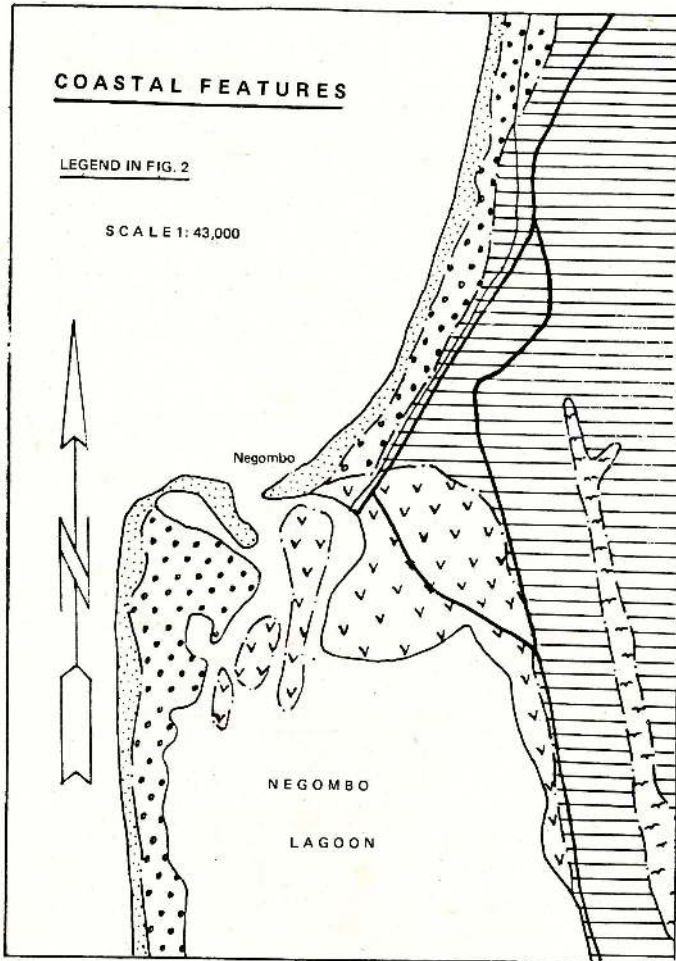 COASTAL FEATURES
LEGEND IN FIG. 2
SCALE 1: 43,000
Negombo
N
NEGOMBO
LAGOON